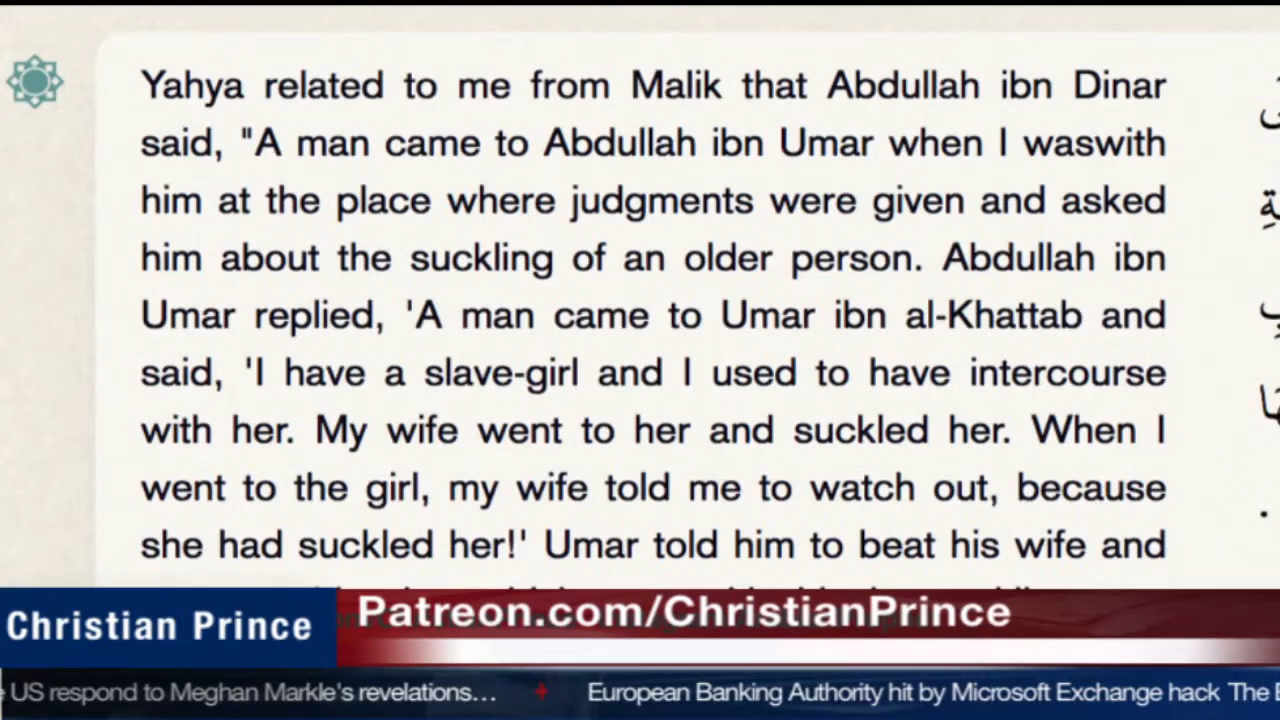 Yahya related to me from Malik that Abdullah ibn Dinar
said, "A man came to Abdullah ibn Umar when I waswith
him at the place where judgments were given and asked
him about the suckling of an older person. Abdullah ibn
Umar replied, 'A man came to Umar ibn al-Khattab and
said, 'I have a slave-girl and I used to have intercourse
with her. My wife went to her and suckled her. When I
went to the girl, my wife told me to watch out, because
she had suckled her!' Umar told him to beat his wife and
Christian Prince
Patreon.com/ChristianPrince
US respond to Meghan Markle's revelations... European Banking Authority hit by Microsoft Exchange hack The